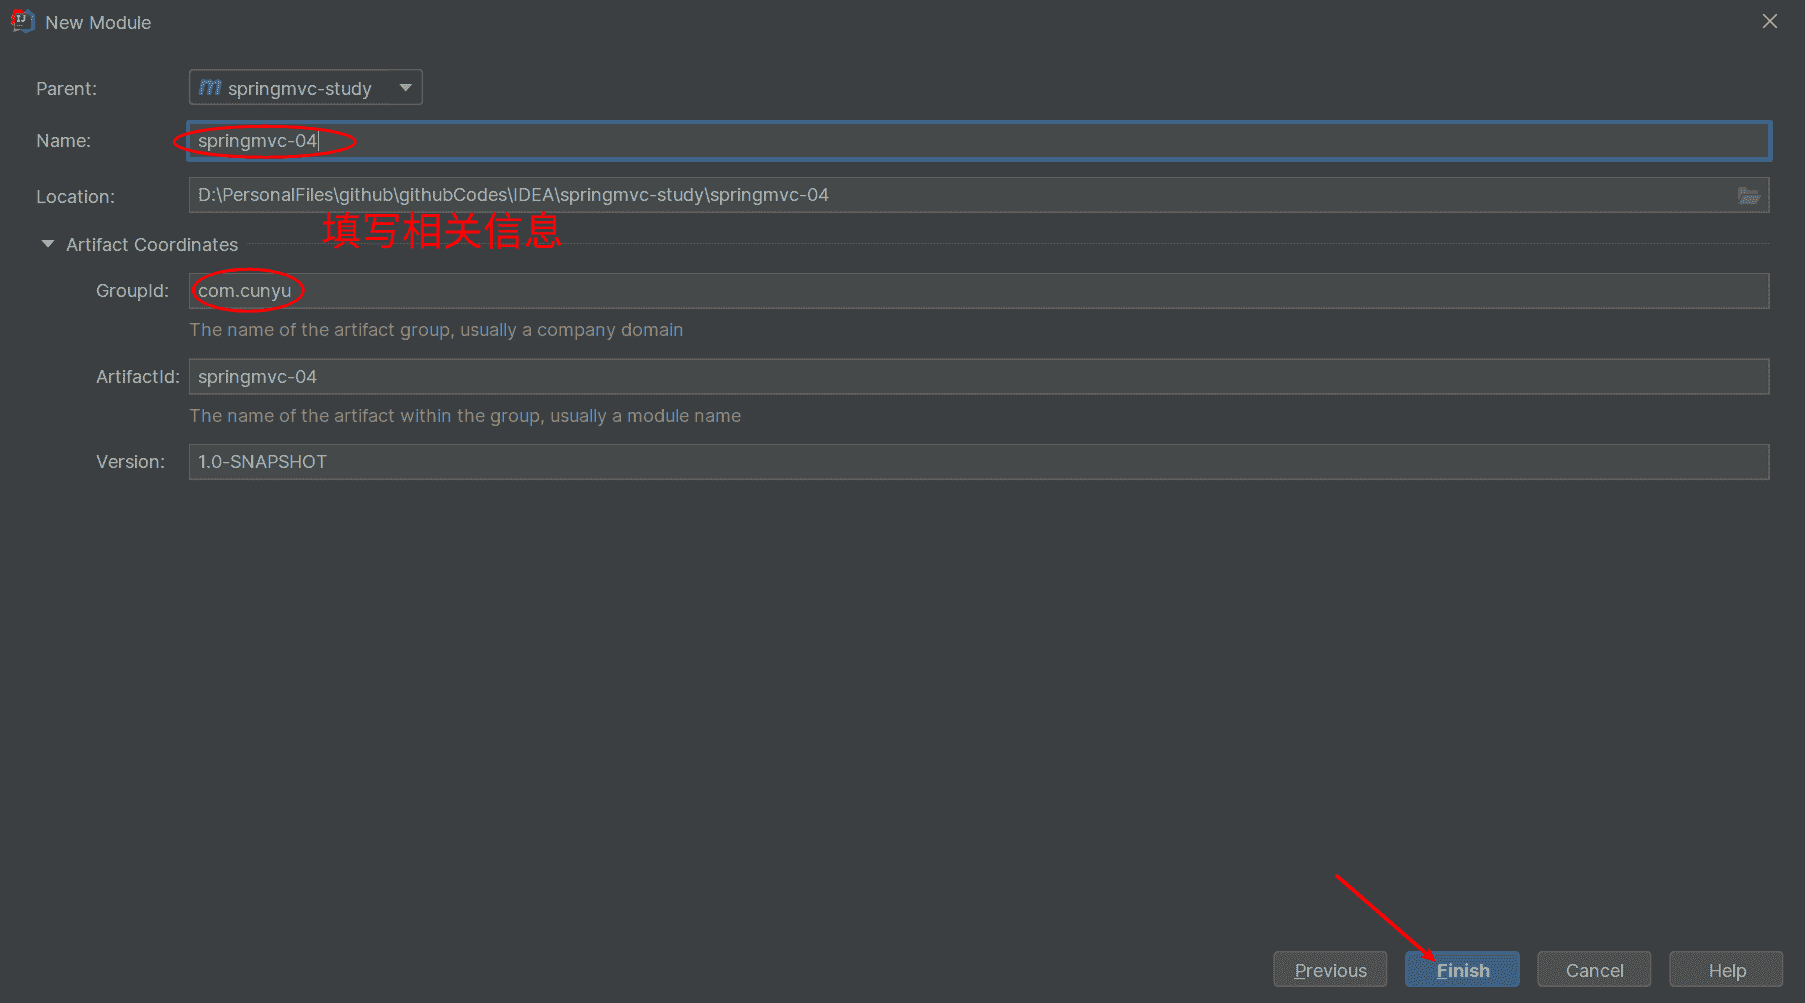 New Module
Parent: springmvc-study
Name: springmvc-04
Location: D:\PersonalFiles\github\githubCodes\IDEA\springmvc-study\springmvc-04
填写相关信息
Artifact Coordinates
GroupId: com.cunyu
The name of the artifact group, usually a company domain
ArtifactId: springmvc-04
The name of the artifact within the group, usually a module name
Version: 1.0-SNAPSHOT
Previous Finish Cancel Help